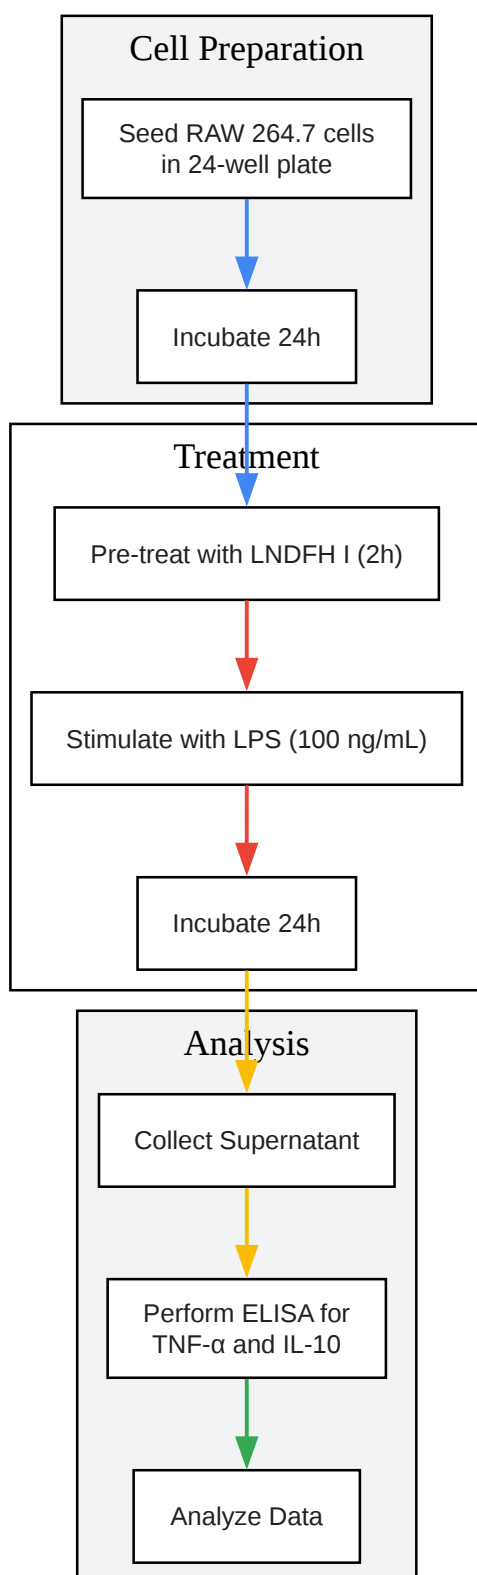 Cell Preparation
Seed RAW 264.7 cells
in 24-well plate
Incubate 24h
Treatment
Pre-treat with LNDFH I (2h)
Stimulate with LPS (100 ng/mL)
Incubate 24h
Analysis
Collect Supernatant
Perform ELISA for
TNF-α and IL-10
Analyze Data